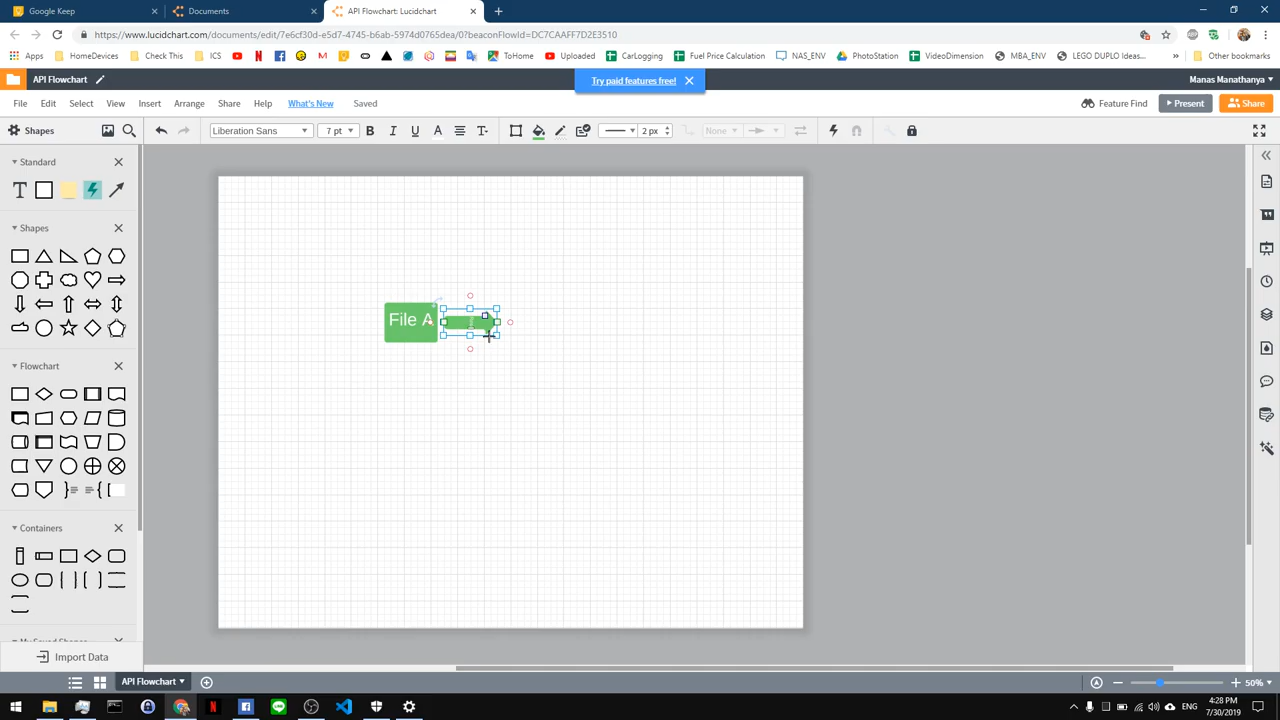 Google Keep
Documents
API Flowchart: Lucidchart
https://www.lucidchart.com/documents/edit/7e6cf30d-e5d7-4745-b6ab-5974d0765dea/0?beaconFlowId=DC7CAAFF7D2E3510
Apps
HomeDevices
Check This
ICS
ToHome
Uploaded
CarLogging
Fuel Price Calculation
NAS_ENV
PhotoStation
VideoDimension
MBA_ENV
LEGO DUPLO Ideas...
»
Other bookmarks
API Flowchart
Try paid features free!
Manas Manathanya
File Edit Select View Insert Arrange Share Help What's New Saved
Feature Find
Present
Share
Shapes
Liberation Sans
7 pt
B I U A T
2 px
None
Standard
T
Shapes
Flowchart
Containers
File A
My Saved Shapes
Import Data
API Flowchart
50%
ENG
4:28 PM
7/30/2019